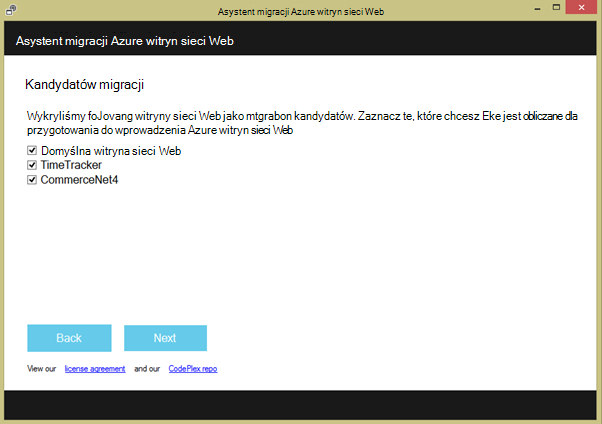 Asystent migracji Azure witryn sieci Web
Asystent migracji Azure witryn sieci Web
Kandydatów migracji
Wykryliśmy foJovang witryny sieci Web jako mtgrabon kandydatów. Zaznacz te, które chcesz Eke jest obliczane dla
przygotowania do wprowadzenia Azure witryn sieci Web
Domyślna witryna sieci Web
TimeTracker
CommerceNet4
Back Next
View our license agreement and our CodePlex repo